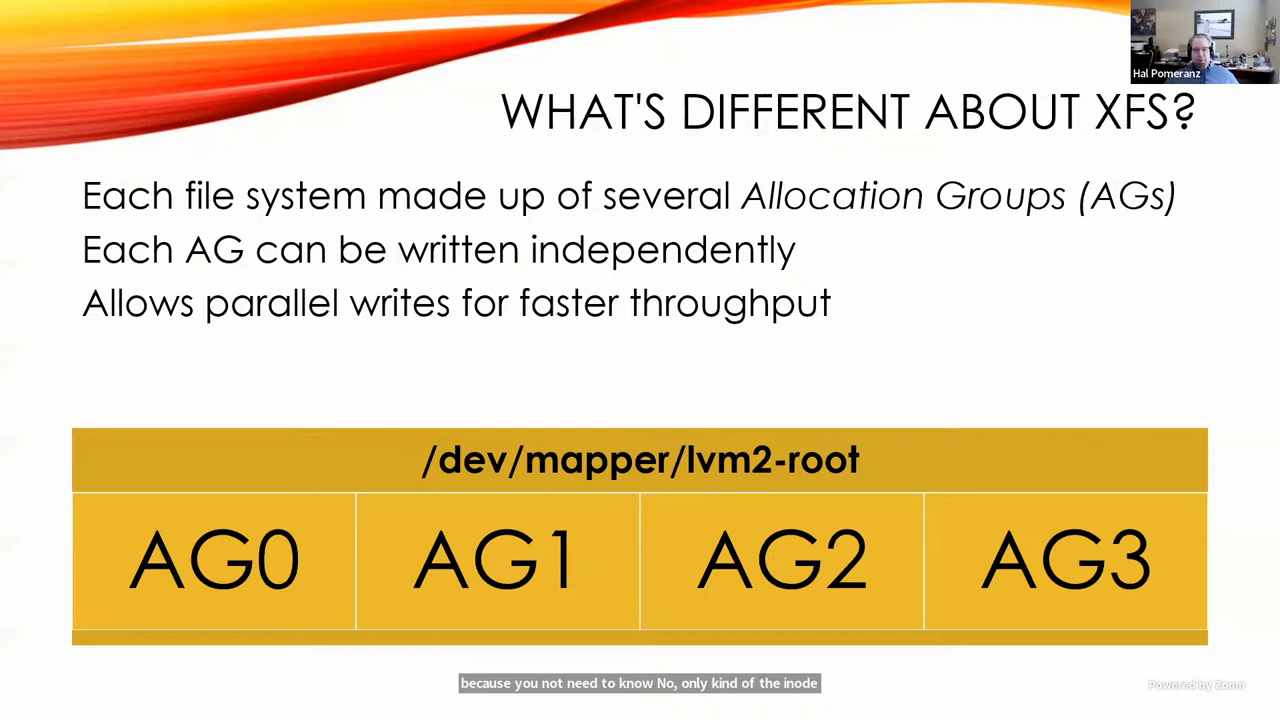 Hal Pomeranz
WHAT'S DIFFERENT ABOUT XFS?
Each file system made up of several Allocation Groups (AGs)
Each AG can be written independently
Allows parallel writes for faster throughput
/dev/mapper/lvm2-root
AG0 AG1 AG2 AG3
because you not need to know No, only kind of the inode
Powered by Zoom